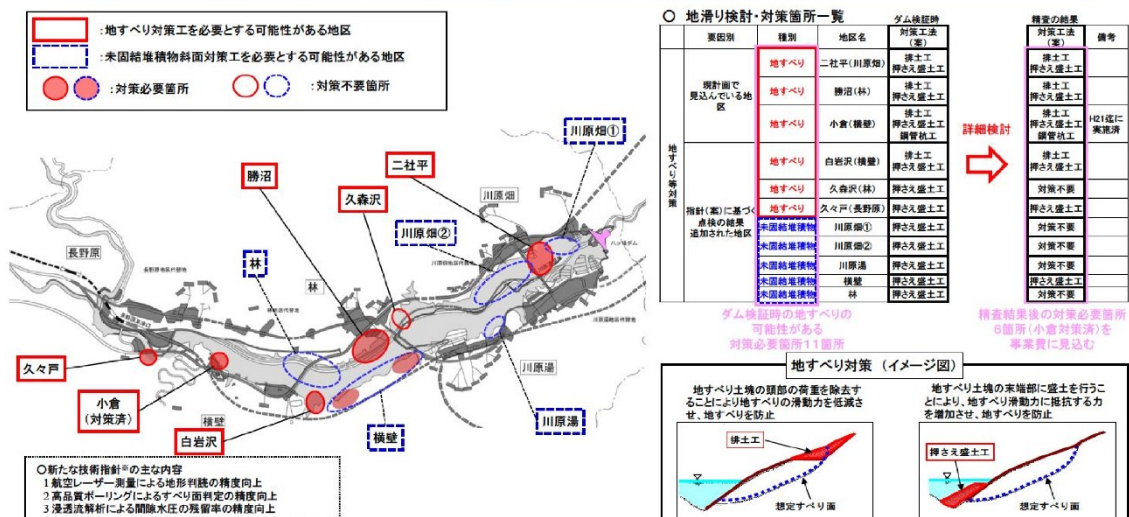 ：地すべり対策工を必要とする可能性がある地区
：未固結堆積物斜面対策工を必要とする可能性がある地区
：対策必要箇所
：対策不要箇所
川原畑①
二社平
勝沼
久森沢
川原畑
川原畑②
八ッ場ダム
長野原
林
林
久々戸
小倉
(対策済)
横壁
白岩沢
横壁
川原湯
川原湯
○新たな技術指針※の主な内容
1 航空レーザー測量による地形判読の精度向上
2 高品質ボーリングによるすべり面判定の精度向上
3 浸透流解析による間隙水圧の残留率の精度向上
○ 地滑り検討・対策箇所一覧
ダム検証時
精査の結果
要因別 種別 地区名 対策工法(案) 対策工法(案) 備考
地すべり等対策
現計画で見込んでいる地区
地すべり 二社平(川原畑) 排土工 押さえ盛土工 排土工 押さえ盛土工
地すべり 勝沼(林) 排土工 押さえ盛土工 排土工 押さえ盛土工
地すべり 小倉(横壁) 排土工 押さえ盛土工 鋼管杭工 排土工 押さえ盛土工 鋼管杭工 H21迄に実施済
詳細検討
指針(案)に基づく点検の結果追加された地区
地すべり 白岩沢(横壁) 排土工 押さえ盛土工 排土工 押さえ盛土工
地すべり 久森沢(林) 押さえ盛土工 対策不要
地すべり 久々戸(長野原) 押さえ盛土工 押さえ盛土工
未固結堆積物 川原畑① 押さえ盛土工 対策不要
未固結堆積物 川原畑② 押さえ盛土工 対策不要
未固結堆積物 川原湯 押さえ盛土工 対策不要
未固結堆積物 横壁 押さえ盛土工 押さえ盛土工
未固結堆積物 林 押さえ盛土工 対策不要
ダム検証時の地すべりの
可能性がある
対策必要箇所11箇所
精査結果後の対策必要箇所
6箇所(小倉対策済)を
事業費に見込む
地すべり対策 (イメージ図)
地すべり土塊の頭部の荷重を除去す
ることにより地すべりの滑動力を低減さ
せ、地すべりを防止
排土工
想定すべり面
地すべり土塊の末端部に盛土を行うこ
とにより、地すべり滑動力に抵抗する力
を増加させ、地すべりを防止
押さえ盛土工
想定すべり面